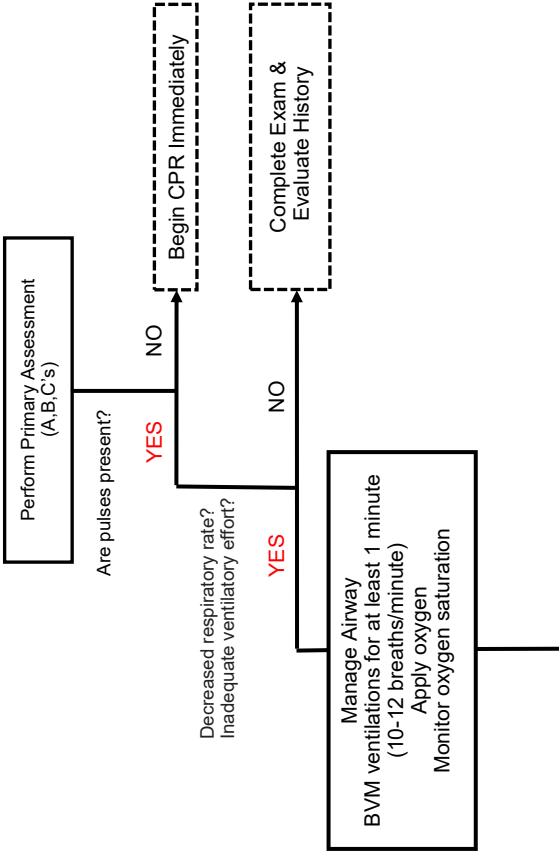 Perform Primary Assessment
(A,B,C's)
Are pulses present?
YES
NO
Begin CPR Immediately
Decreased respiratory rate?
Inadequate ventilatory effort?
YES
NO
Complete Exam &
Evaluate History
Manage Airway
BVM ventilations for at least 1 minute
(10-12 breaths/minute)
Apply oxygen
Monitor oxygen saturation